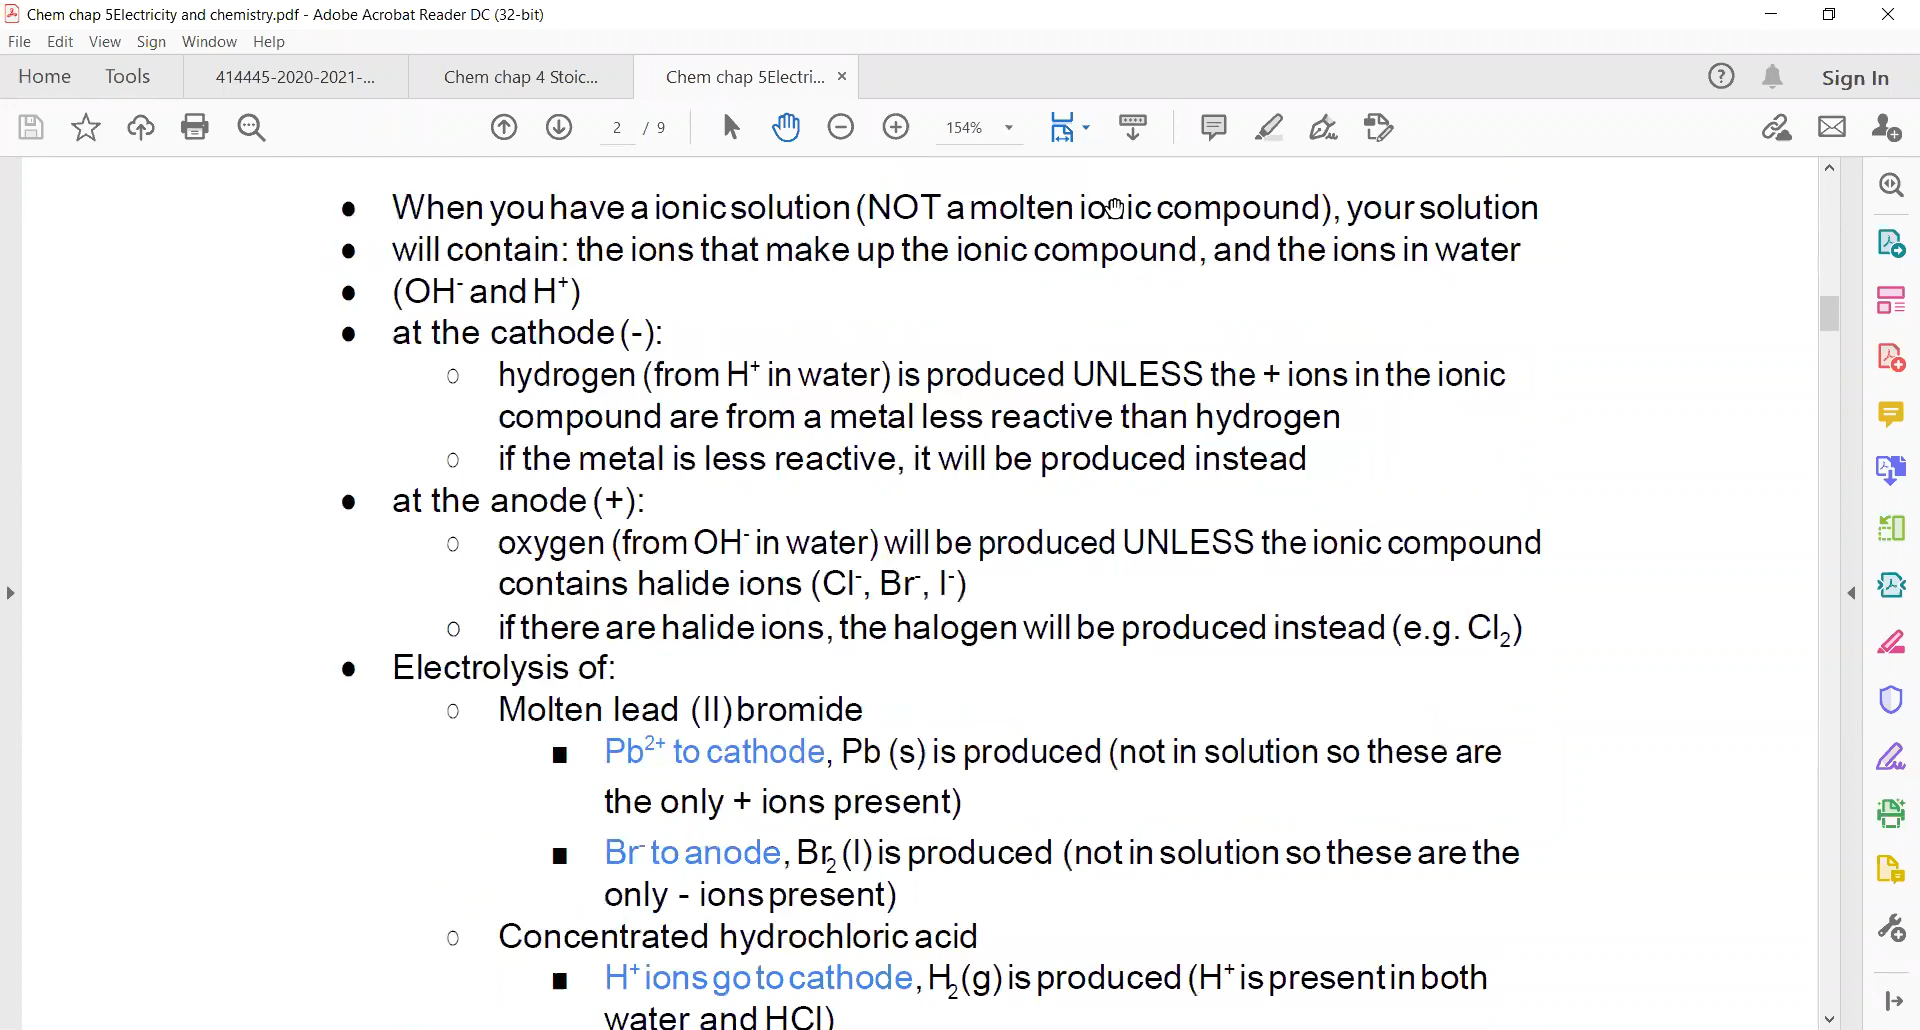 Chem chap 5Electricity and chemistry.pdf - Adobe Acrobat Reader DC (32-bit)
File Edit View Sign Window Help
Home Tools 414445-2020-2021-... Chem chap 4 Stoic... Chem chap 5Electri... Sign In
2 / 9 154%
● When you have a ionic solution (NOT a molten ionic compound), your solution
● will contain: the ions that make up the ionic compound, and the ions in water
● (OH⁻ and H⁺)
● at the cathode (-):
○ hydrogen (from H⁺ in water) is produced UNLESS the + ions in the ionic
compound are from a metal less reactive than hydrogen
○ if the metal is less reactive, it will be produced instead
● at the anode (+):
○ oxygen (from OH⁻ in water) will be produced UNLESS the ionic compound
contains halide ions (Cl⁻, Br⁻, I⁻)
○ if there are halide ions, the halogen will be produced instead (e.g. Cl₂)
● Electrolysis of:
○ Molten lead (II) bromide
■ Pb²⁺ to cathode, Pb (s) is produced (not in solution so these are
the only + ions present)
■ Br⁻ to anode, Br₂ (l) is produced (not in solution so these are the
only - ions present)
○ Concentrated hydrochloric acid
■ H⁺ ions go to cathode, H₂ (g) is produced (H⁺ is present in both
water and HCl)